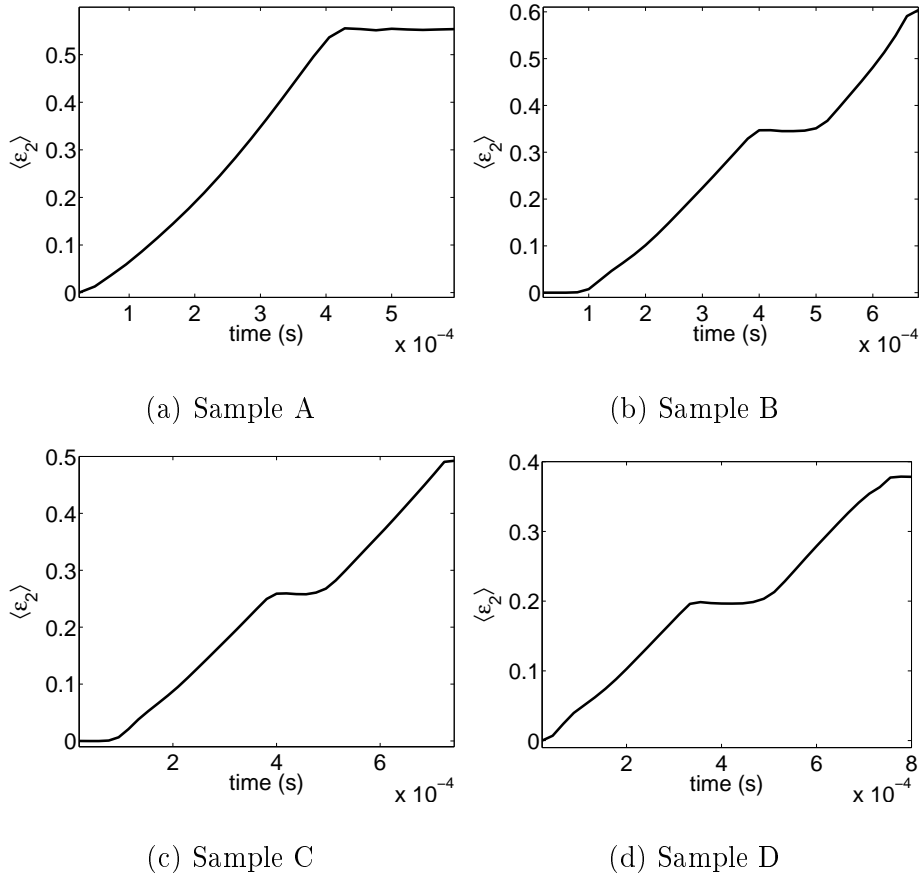 0.5
0.4
0.3
0.2
0.1
0
⟨ε₂⟩
1 2 3 4 5
time (s)
x 10⁻⁴
(a) Sample A
0.6
0.5
0.4
0.3
0.2
0.1
0
⟨ε₂⟩
1 2 3 4 5 6
time (s)
x 10⁻⁴
(b) Sample B
0.5
0.4
0.3
0.2
0.1
0
⟨ε₂⟩
2 4 6
time (s)
x 10⁻⁴
(c) Sample C
0.4
0.3
0.2
0.1
0
⟨ε₂⟩
2 4 6 8
time (s)
x 10⁻⁴
(d) Sample D